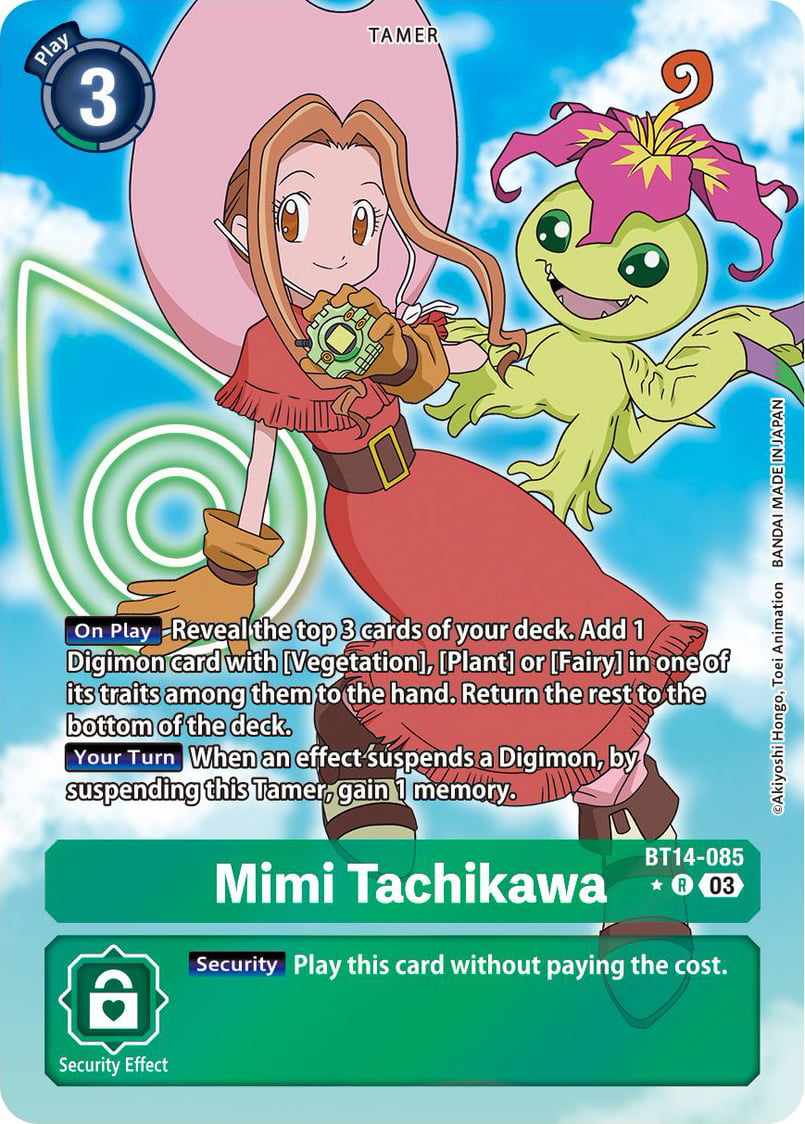 TAMER
Play
3
On Play Reveal the top 3 cards of your deck. Add 1
Digimon card with [Vegetation], [Plant] or [Fairy] in one of
its traits among them to the hand. Return the rest to the
bottom of the deck.
Your Turn When an effect suspends a Digimon, by
suspending this Tamer, gain 1 memory.
©Akiyoshi Hongo, Toei Animation BANDAI MADE IN JAPAN
BT14-085
Mimi Tachikawa
R 03
Security Play this card without paying the cost.
Security Effect